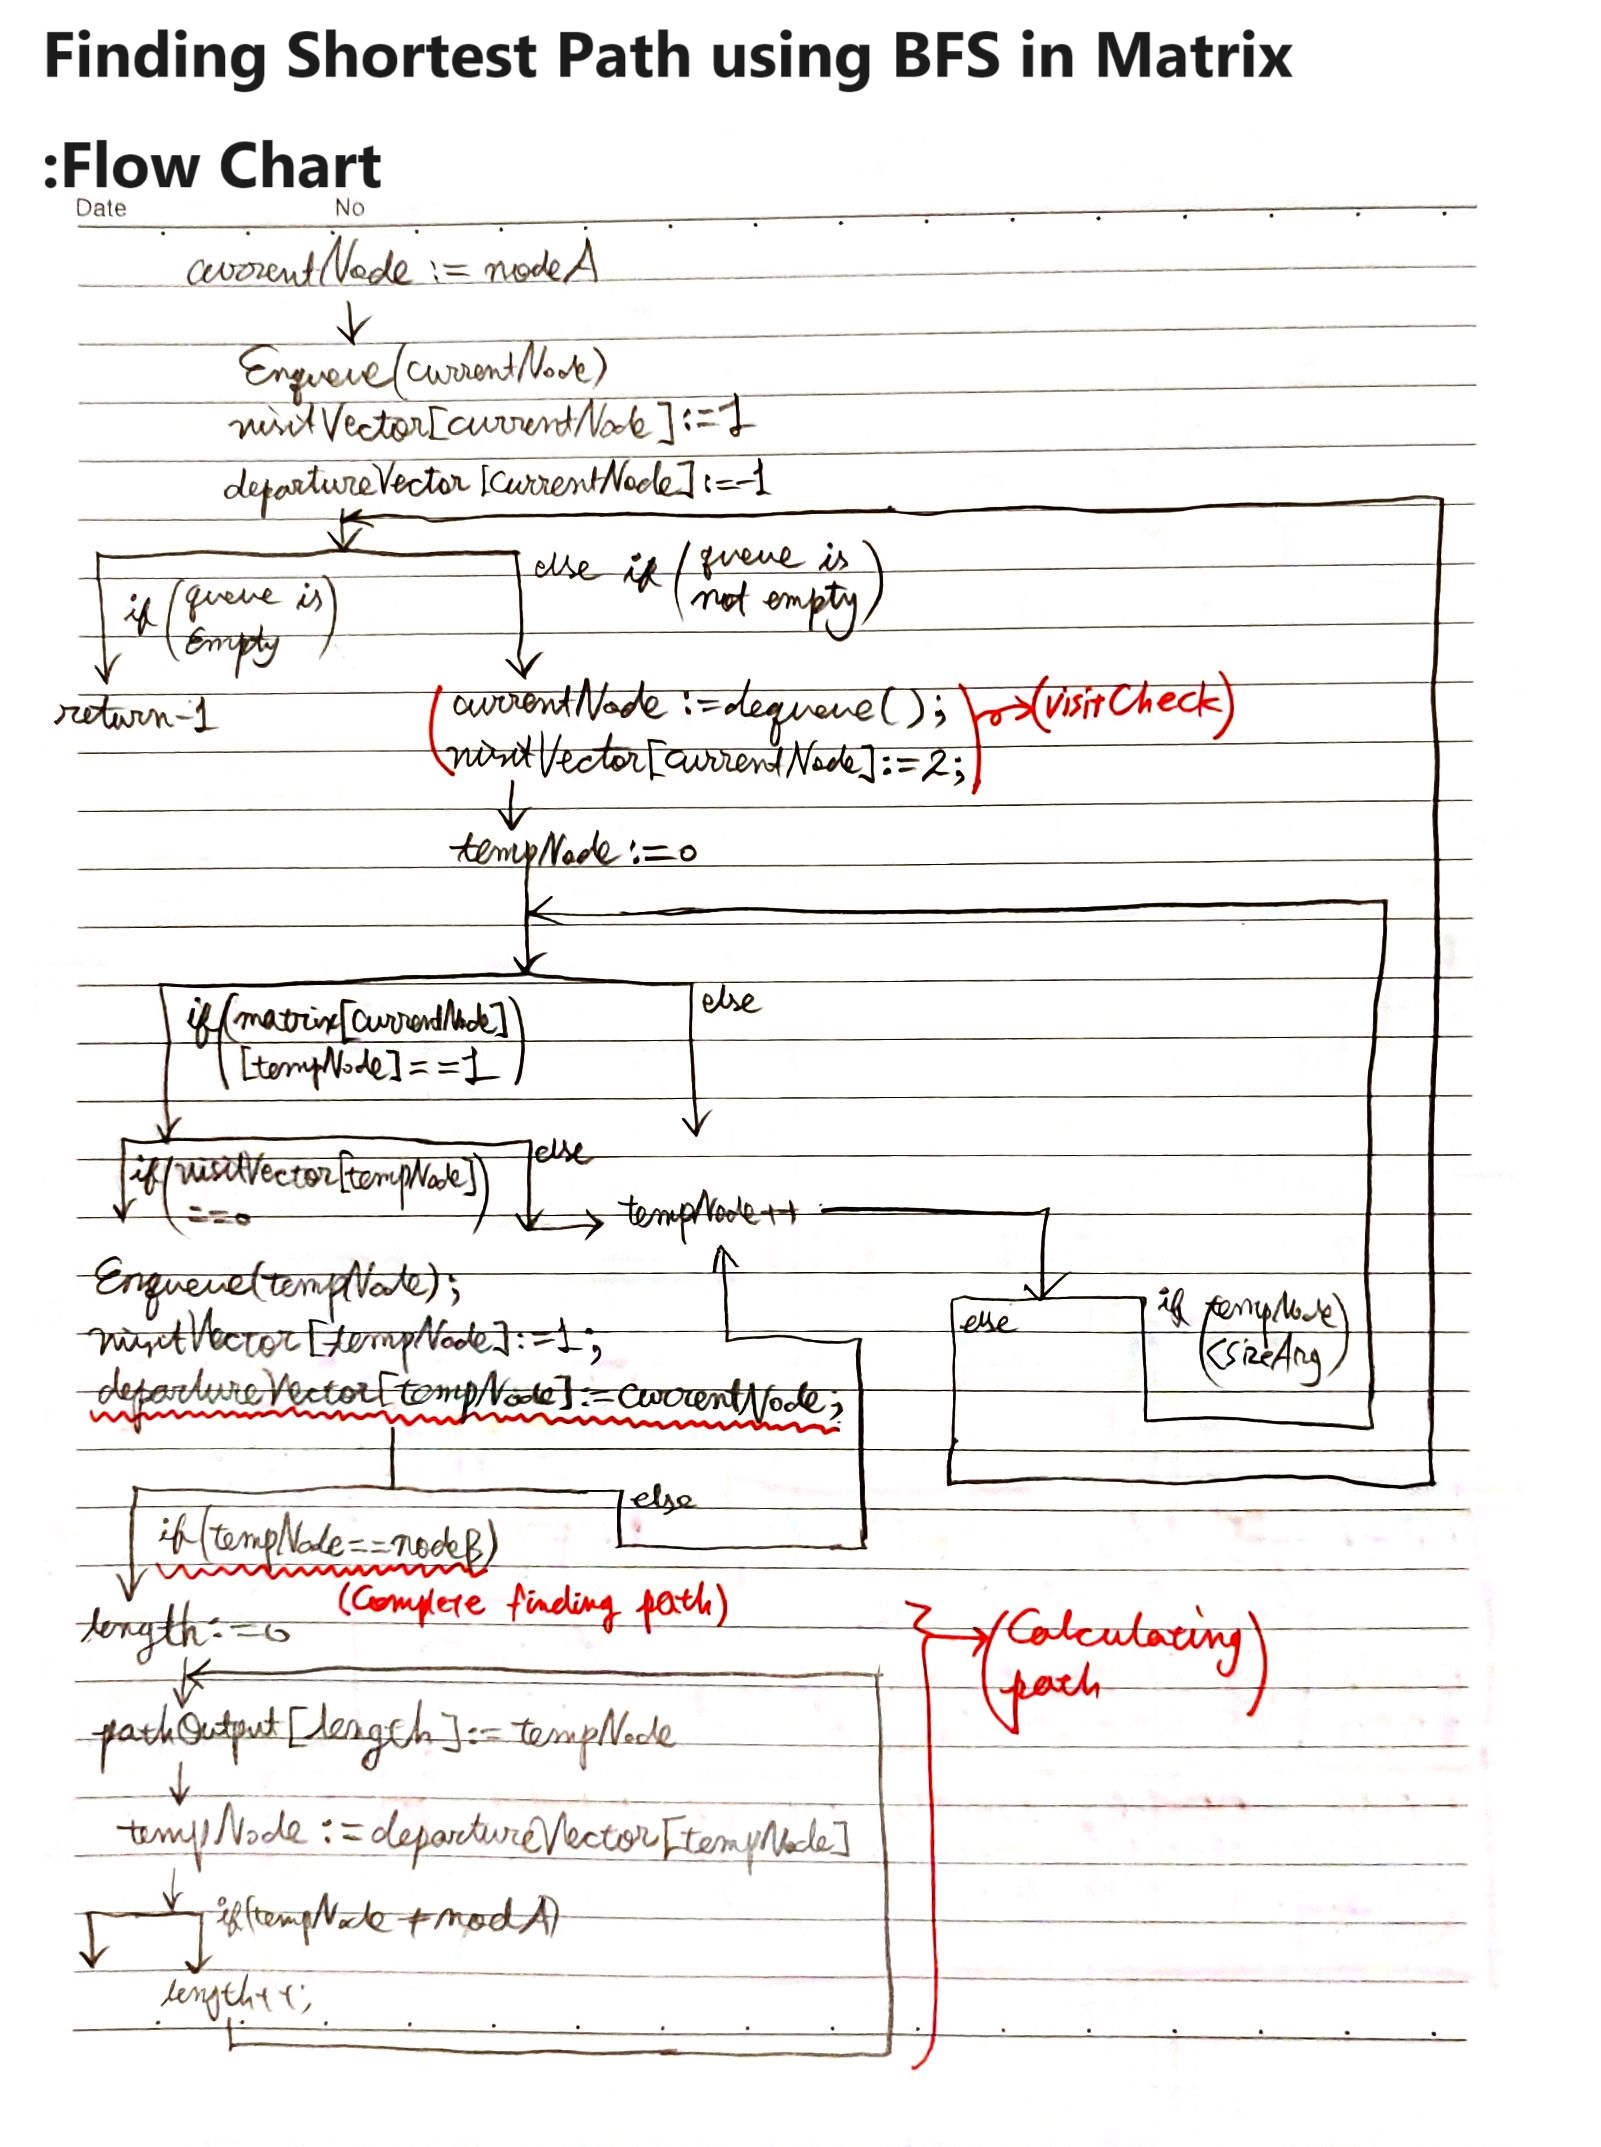 Finding Shortest Path using BFS in Matrix
:Flow Chart
Date No
currentNode := nodeA
Enqueue(currentNode)
visitVector[currentNode]:=1
departureVector[currentNode]:=-1
if (queue is
Empty)
else if (queue is
not empty)
return-1
(currentNode :=dequeue();
visitVector[currentNode]:=2;)
(visitCheck)
tempNode :=0
if(matrix[currentNode]
[tempNode]==1)
else
if(visitVector[tempNode]
==0)
else
tempNode++
Enqueue(tempNode);
visitVector[tempNode]:=1;
departureVector[tempNode]:=currentNode;
else
if (tempNode
<sizeArg)
if(tempNode==nodeB)
else
(Complete finding path)
length:=0
(Calculating
path)
pathOutput[length]:=tempNode
tempNode :=departureVector[tempNode]
if(tempNode ≠ nodA)
length++;